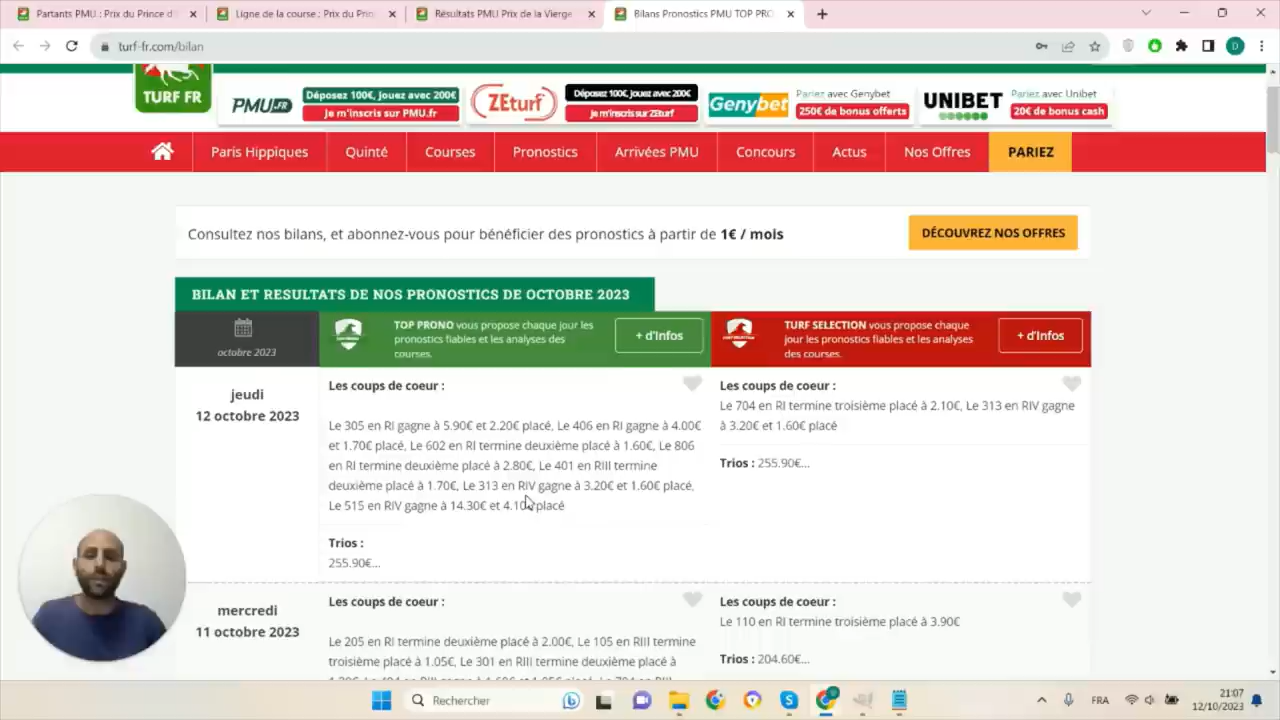 Partants PMU : Prix du Prince d
Ligne de la course : Prix du Prin
Résultats PMU Prix de la Vierge
Bilans Pronostics PMU TOP PRO
turf-fr.com/bilan
TURF FR
PMU.FR
Déposez 100€, jouez avec 200€
Je m'inscris sur PMU.fr
ZEturf
Déposez 100€, jouez avec 200€
Je m'inscris sur ZEturf
Genybet
Pariez avec Genybet
250€ de bonus offerts
UNIBET
Pariez avec Unibet
20€ de bonus cash
Paris Hippiques
Quinté
Courses
Pronostics
Arrivées PMU
Concours
Actus
Nos Offres
PARIEZ
Consultez nos bilans, et abonnez-vous pour bénéficier des pronostics à partir de 1€ / mois
DÉCOUVREZ NOS OFFRES
BILAN ET RESULTATS DE NOS PRONOSTICS DE OCTOBRE 2023
octobre 2023
TOP PRONO vous propose chaque jour les
pronostics fiables et les analyses des
courses.
+ d'Infos
TURF SELECTION vous propose chaque
jour les pronostics fiables et les analyses
des courses.
+ d'Infos
jeudi
12 octobre 2023
Les coups de coeur :
Le 305 en RI gagne à 5.90€ et 2.20€ placé, Le 406 en RI gagne à 4.00€
et 1.70€ placé, Le 602 en RI termine deuxième placé à 1.60€, Le 806
en RI termine deuxième placé à 2.80€, Le 401 en RIII termine
deuxième placé à 1.70€, Le 313 en RIV gagne à 3.20€ et 1.60€ placé,
Le 515 en RIV gagne à 14.30€ et 4.10 placé
Trios :
255.90€...
Les coups de coeur :
Le 704 en RI termine troisième placé à 2.10€, Le 313 en RIV gagne
à 3.20€ et 1.60€ placé
Trios : 255.90€...
mercredi
11 octobre 2023
Les coups de coeur :
Le 205 en RI termine deuxième placé à 2.00€, Le 105 en RIII termine
troisième placé à 1.05€, Le 301 en RIII termine deuxième placé à
Les coups de coeur :
Le 110 en RI termine troisième placé à 3.90€
Trios : 204.60€...
Rechercher
FRA
21:07
12/10/2023